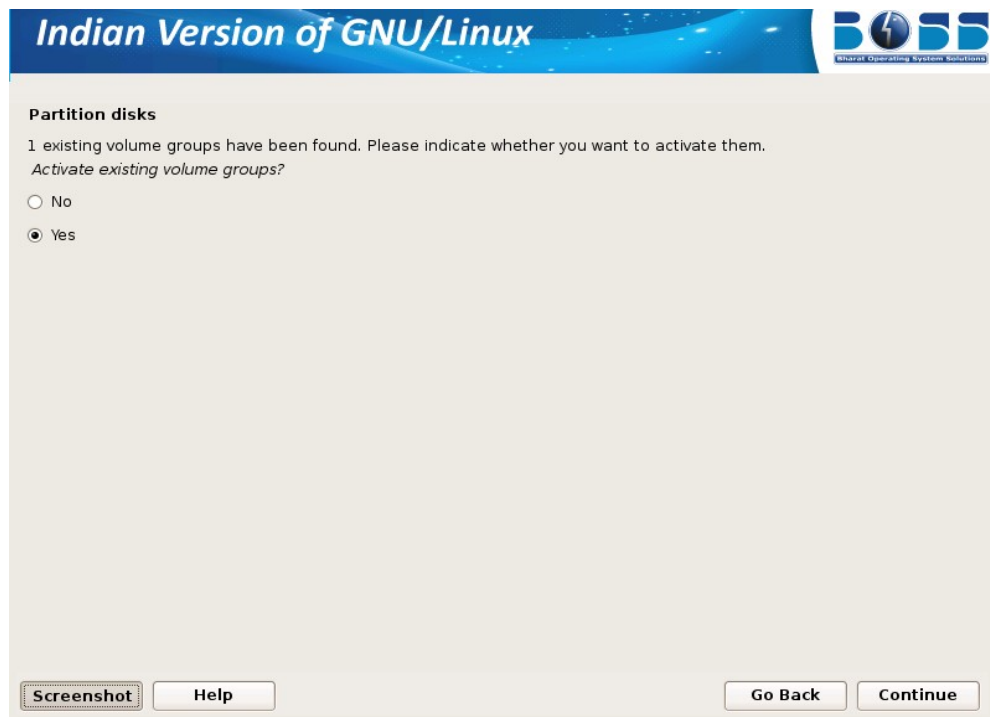 Indian Version of GNU/Linux
BOSS
Bharat Operating System Solutions
Partition disks
1 existing volume groups have been found. Please indicate whether you want to activate them.
Activate existing volume groups?
No
Yes
Screenshot Help Go Back Continue